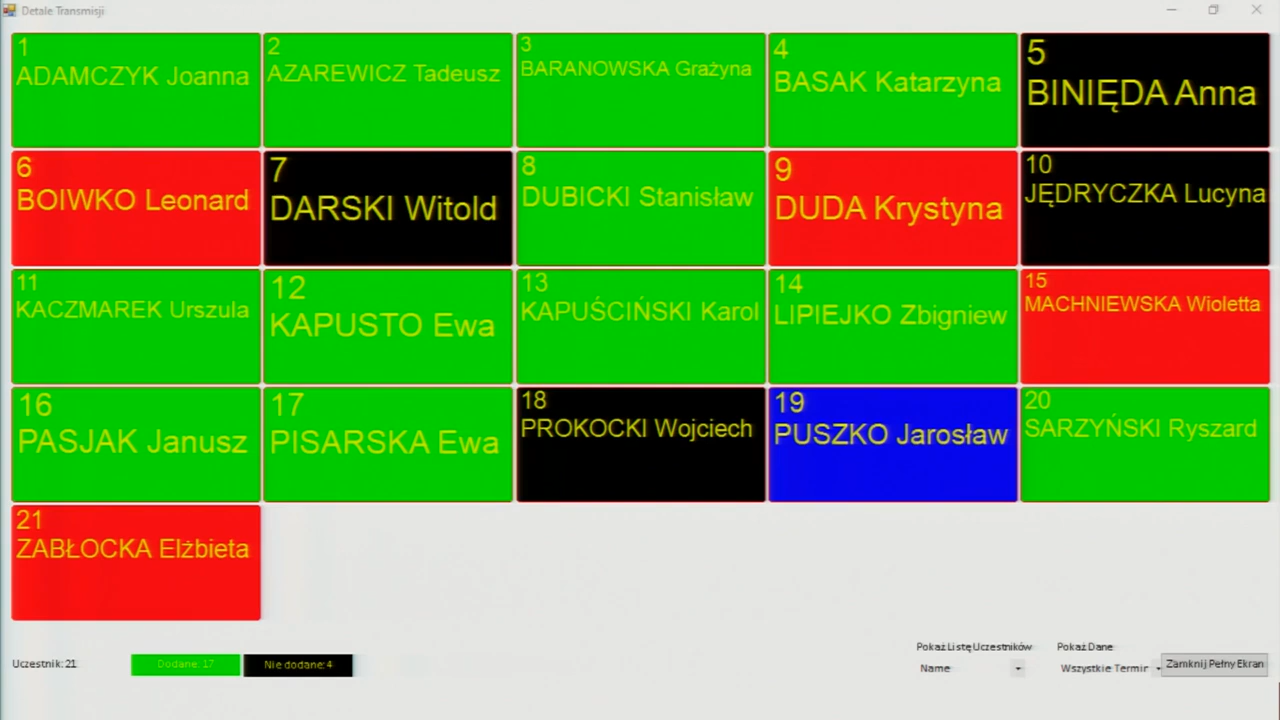 Detale Transmisji
1
ADAMCZYK Joanna
2
AZAREWICZ Tadeusz
3
BARANOWSKA Grażyna
4
BASAK Katarzyna
5
BINIĘDA Anna
6
BOIWKO Leonard
7
DARSKI Witold
8
DUBICKI Stanisław
9
DUDA Krystyna
10
JĘDRYCZKA Lucyna
11
KACZMAREK Urszula
12
KAPUSTO Ewa
13
KAPUŚCIŃSKI Karol
14
LIPIEJKO Zbigniew
15
MACHNIEWSKA Wioletta
16
PASJAK Janusz
17
PISARSKA Ewa
18
PROKOCKI Wojciech
19
PUSZKO Jarosław
20
SARZYŃSKI Ryszard
21
ZABŁOCKA Elżbieta
Uczestnik: 21
Dodane: 17
Nie dodane: 4
Pokaż Listę Uczestników
Name
Pokaż Dane
Wszystkie Termir
Zamknij Pełny Ekran